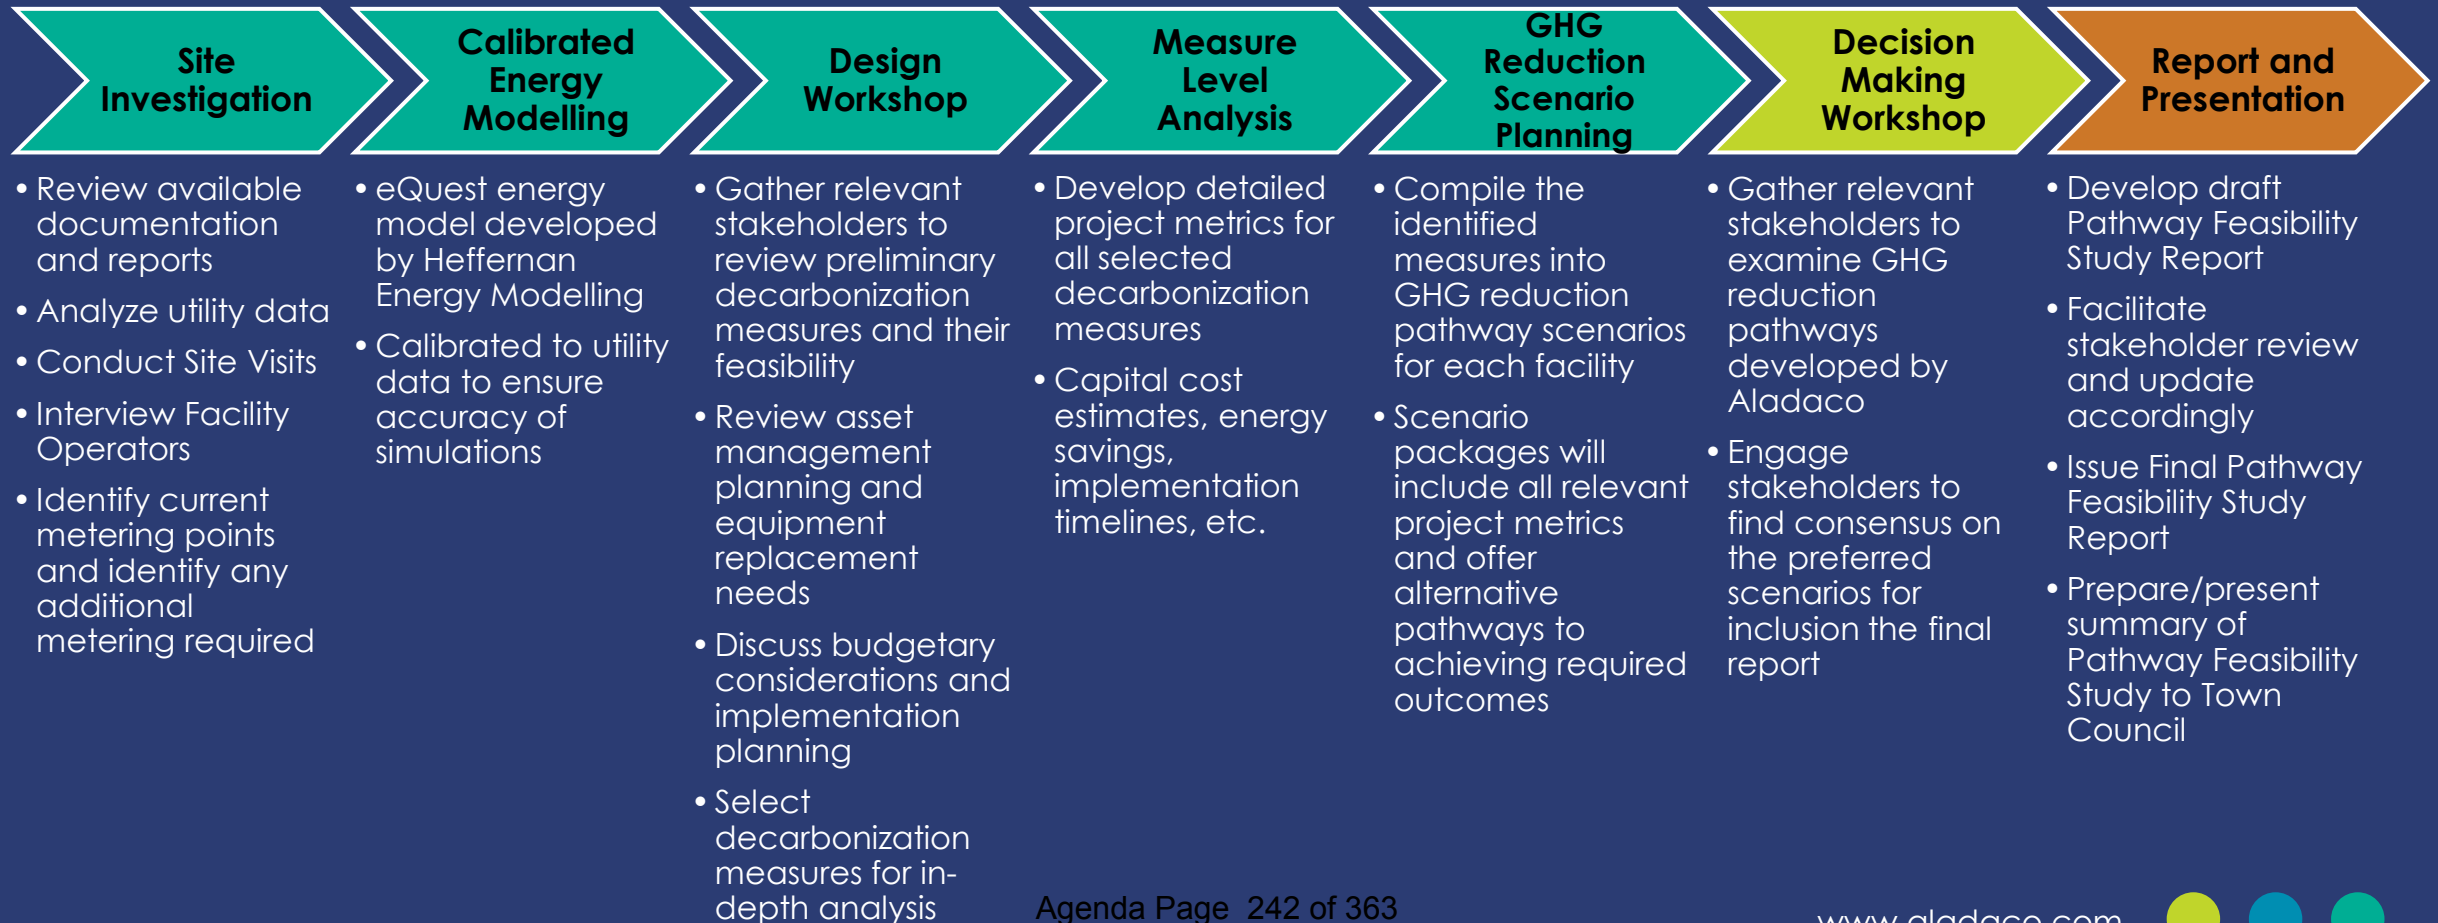 Site
Investigation
Calibrated
Energy
Modelling
Design
Workshop
Measure
Level
Analysis
GHG
Reduction
Scenario
Planning
Decision
Making
Workshop
Report and
Presentation
• Review available
documentation
and reports
• Analyze utility data
• Conduct Site Visits
• Interview Facility
Operators
• Identify current
metering points
and identify any
additional
metering required
• eQuest energy
model developed
by Heffernan
Energy Modelling
• Calibrated to utility
data to ensure
accuracy of
simulations
• Gather relevant
stakeholders to
review preliminary
decarbonization
measures and their
feasibility
• Review asset
management
planning and
equipment
replacement
needs
• Discuss budgetary
considerations and
implementation
planning
• Select
decarbonization
measures for in-
depth analysis
• Develop detailed
project metrics for
all selected
decarbonization
measures
• Capital cost
estimates, energy
savings,
implementation
timelines, etc.
• Compile the
identified
measures into
GHG reduction
pathway scenarios
for each facility
• Scenario
packages will
include all relevant
project metrics
and offer
alternative
pathways to
achieving required
outcomes
• Gather relevant
stakeholders to
examine GHG
reduction
pathways
developed by
Aladaco
• Engage
stakeholders to
find consensus on
the preferred
scenarios for
inclusion the final
report
• Develop draft
Pathway Feasibility
Study Report
• Facilitate
stakeholder review
and update
accordingly
• Issue Final Pathway
Feasibility Study
Report
• Prepare/present
summary of
Pathway Feasibility
Study to Town
Council
Agenda Page 242 of 363
www.aladaco.com